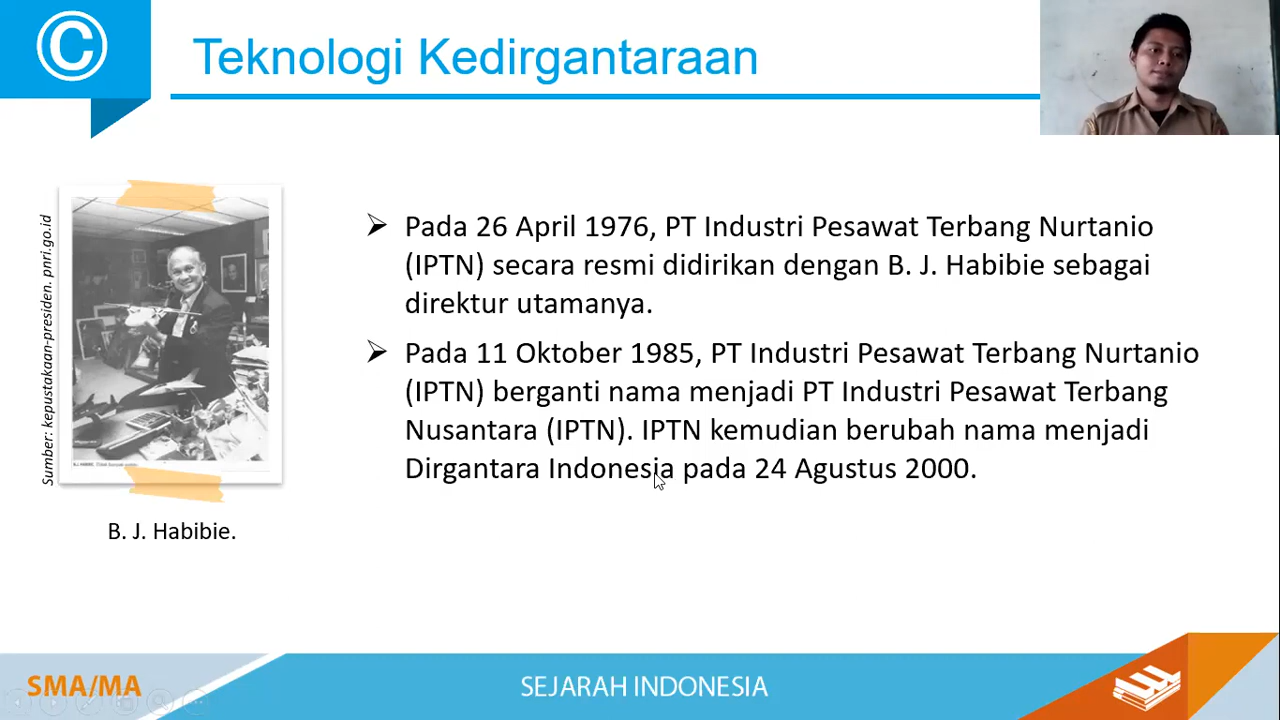 ©
Teknologi Kedirgantaraan
Sumber: kepustakaan-presiden. pnri.go.id
B. J. Habibie.
➢ Pada 26 April 1976, PT Industri Pesawat Terbang Nurtanio
(IPTN) secara resmi didirikan dengan B. J. Habibie sebagai
direktur utamanya.
➢ Pada 11 Oktober 1985, PT Industri Pesawat Terbang Nurtanio
(IPTN) berganti nama menjadi PT Industri Pesawat Terbang
Nusantara (IPTN). IPTN kemudian berubah nama menjadi
Dirgantara Indonesia pada 24 Agustus 2000.
SMA/MA
SEJARAH INDONESIA